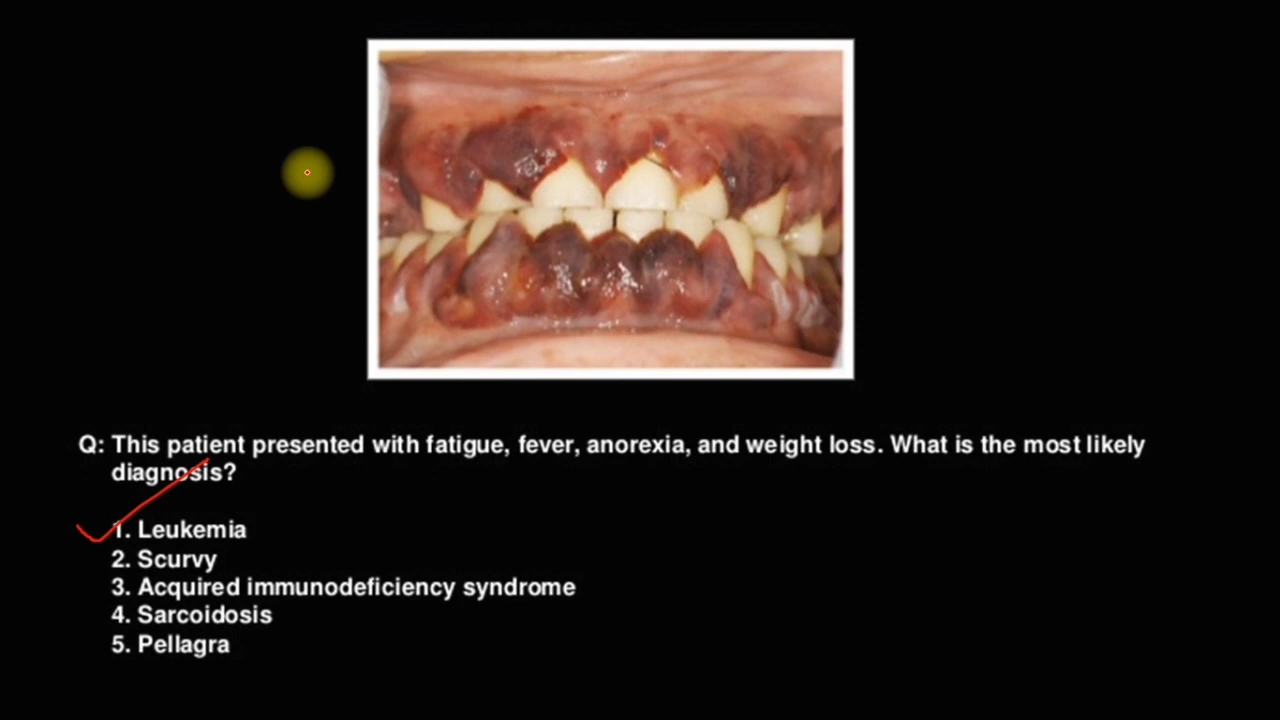 Q: This patient presented with fatigue, fever, anorexia, and weight loss. What is the most likely
diagnosis?
1. Leukemia
2. Scurvy
3. Acquired immunodeficiency syndrome
4. Sarcoidosis
5. Pellagra